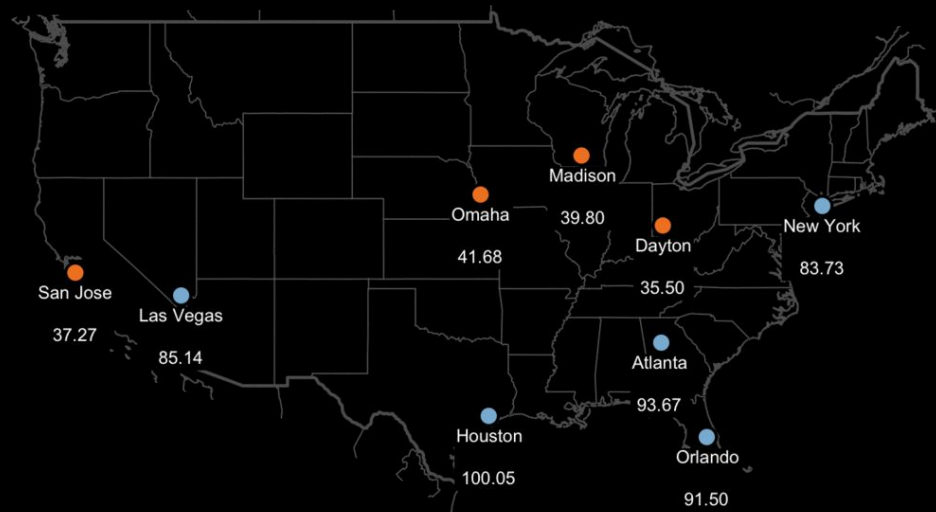 Madison
39.80
Omaha
41.68
Dayton
35.50
New York
83.73
San Jose
37.27
Las Vegas
85.14
Atlanta
93.67
Houston
100.05
Orlando
91.50